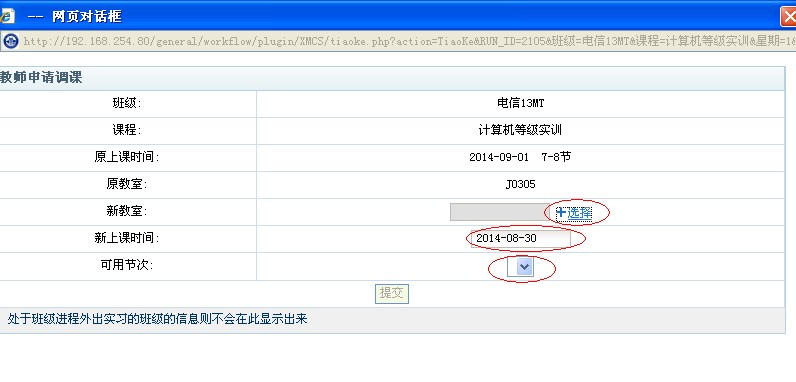 -- 网页对话框
http://192.168.254.80/general/workflow/plugin/XMCS/tiaoke.php?action=TiaoKe&RUN_ID=2105&班级=电信13MT&课程=计算机等级实训&星期=1&
教师申请调课
班级: 电信13MT
课程: 计算机等级实训
原上课时间: 2014-09-01 7-8节
原教室: J0305
新教室: +选择
新上课时间: 2014-08-30
可用节次:
提交
处于班级进程外出实习的班级的信息则不会在此显示出来